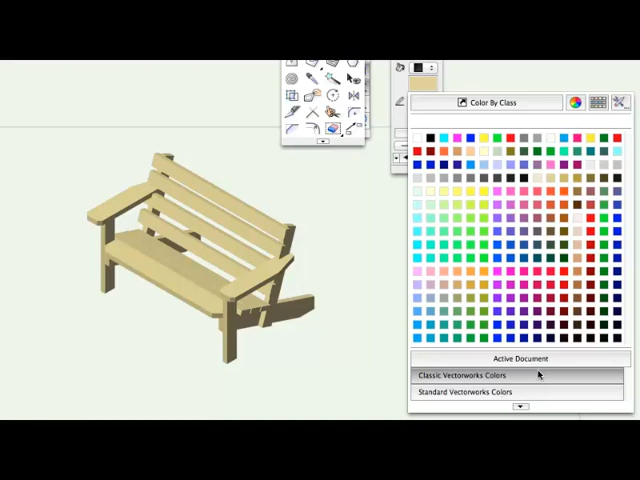 Color By Class
Active Document
Classic Vectorworks Colors
Standard Vectorworks Colors